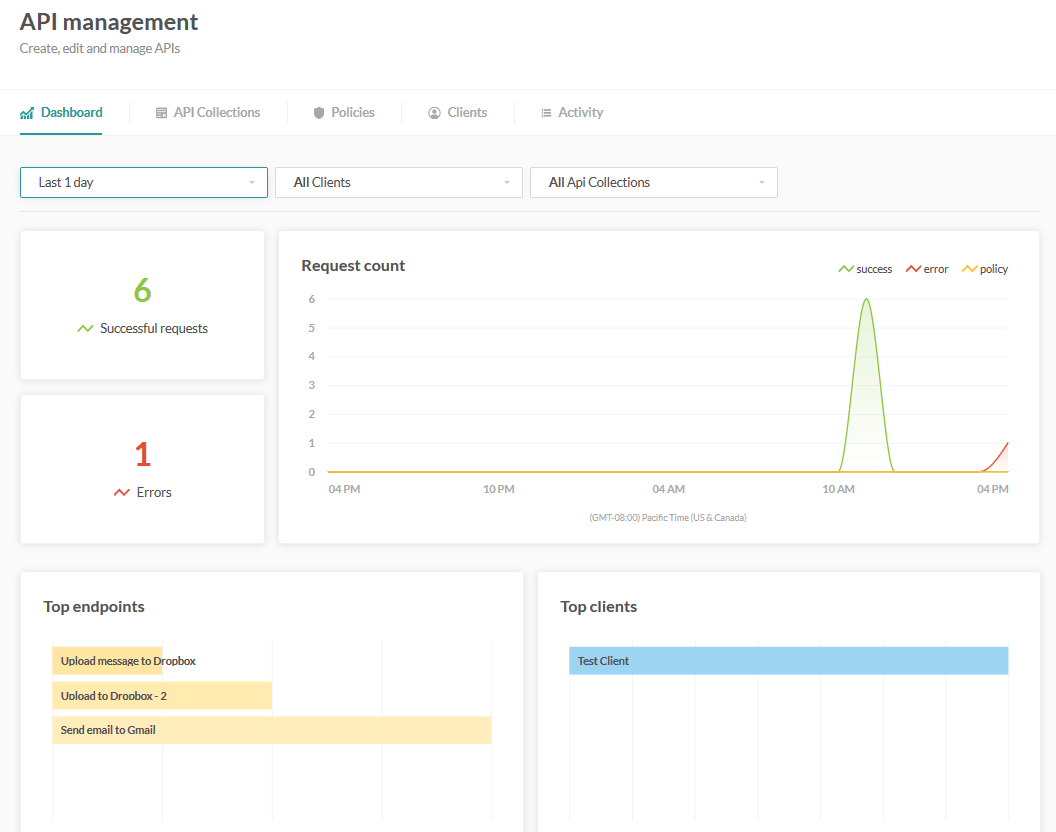 API management
Create, edit and manage APIs
Dashboard
API Collections
Policies
Clients
Activity
Last 1 day
All Clients
All Api Collections
6
Successful requests
1
Errors
Request count
success
error
policy
6
5
4
3
2
1
0
04 PM
10 PM
04 AM
10 AM
04 PM
(GMT-08:00) Pacific Time (US & Canada)
Top endpoints
Upload message to Dropbox
Upload to Dropbox - 2
Send email to Gmail
Top clients
Test Client